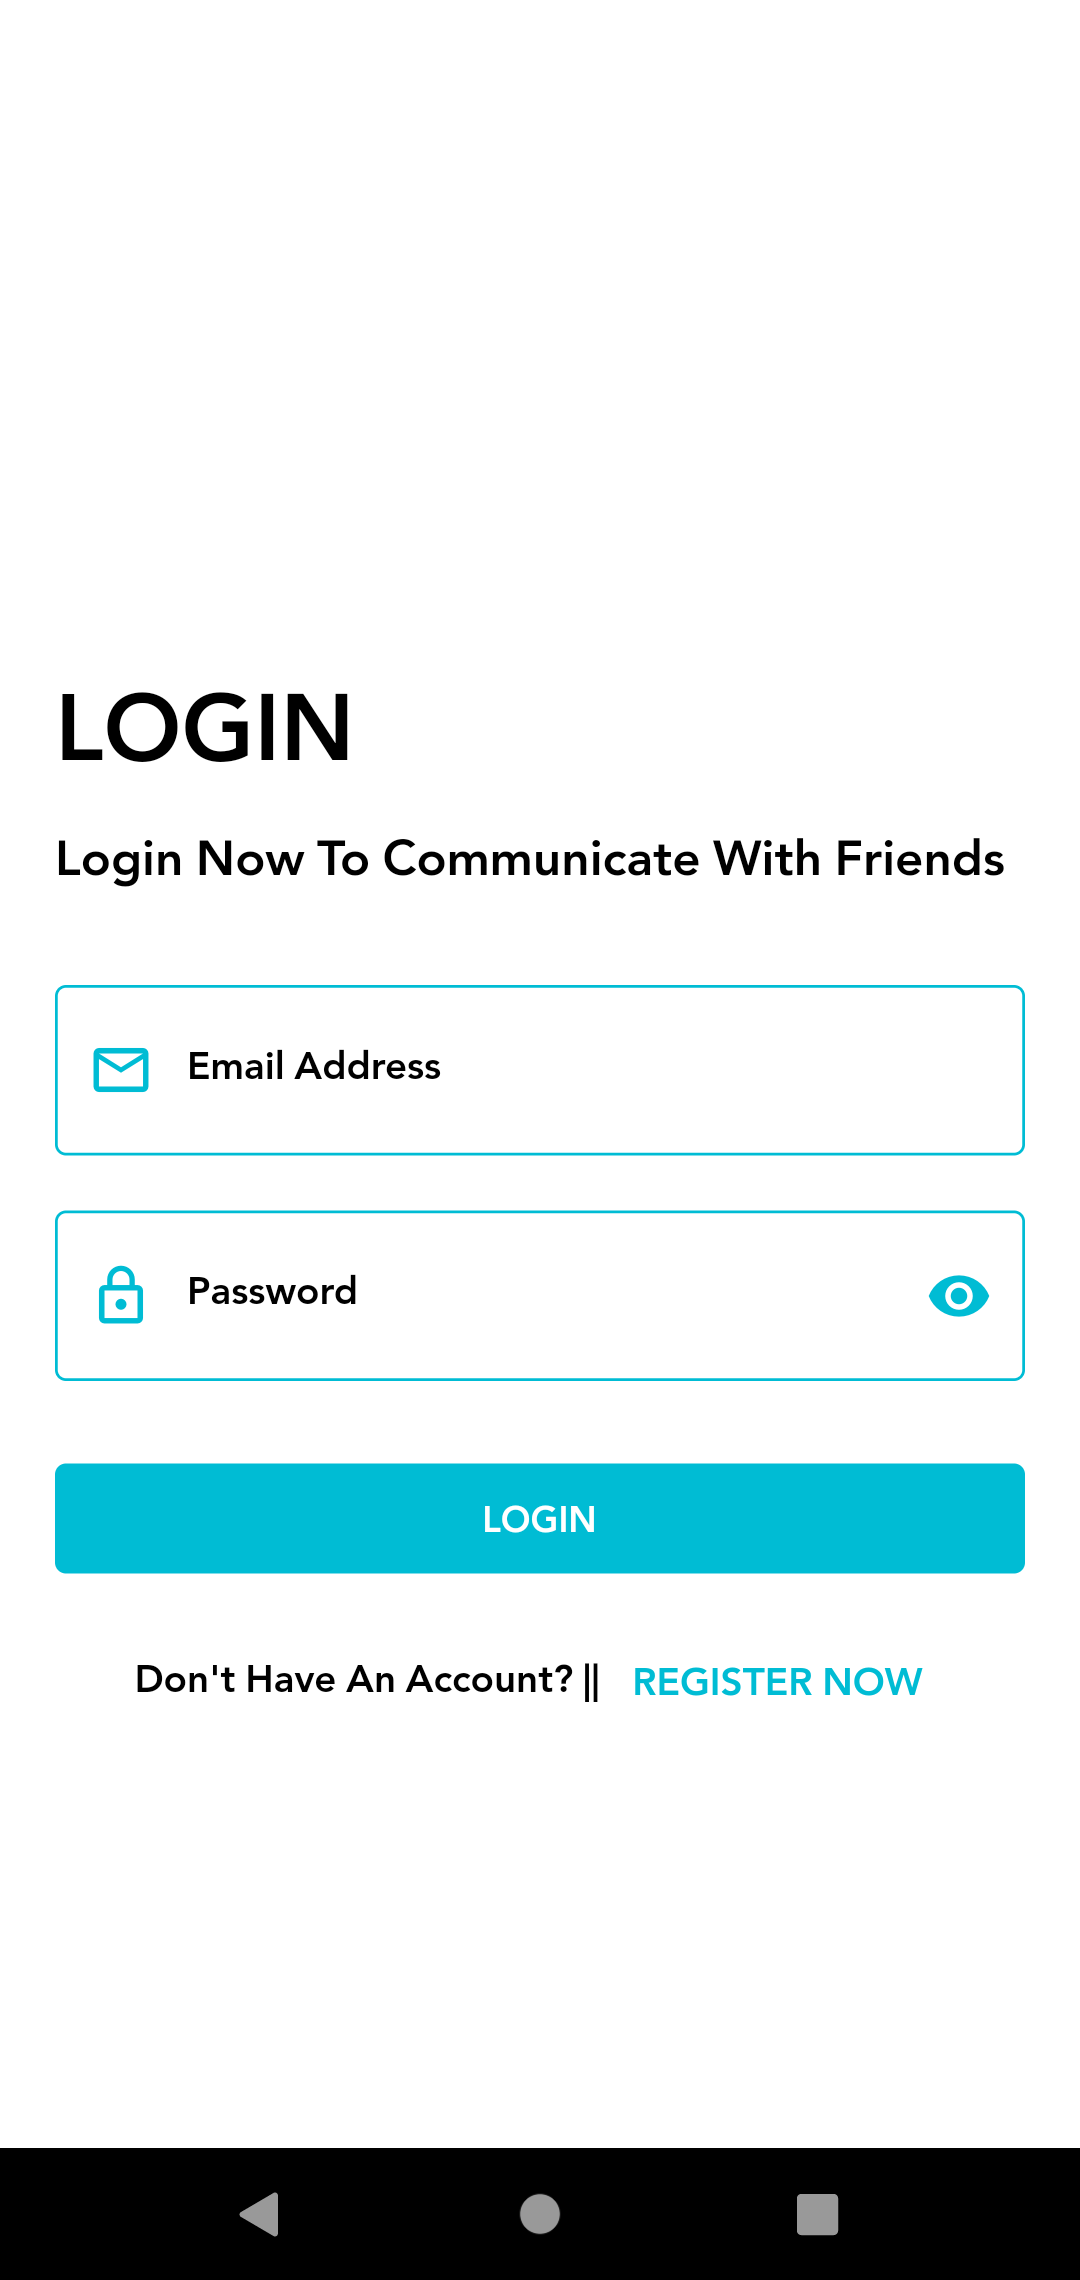 LOGIN
Login Now To Communicate With Friends
Email Address
Password
LOGIN
Don't Have An Account? || REGISTER NOW